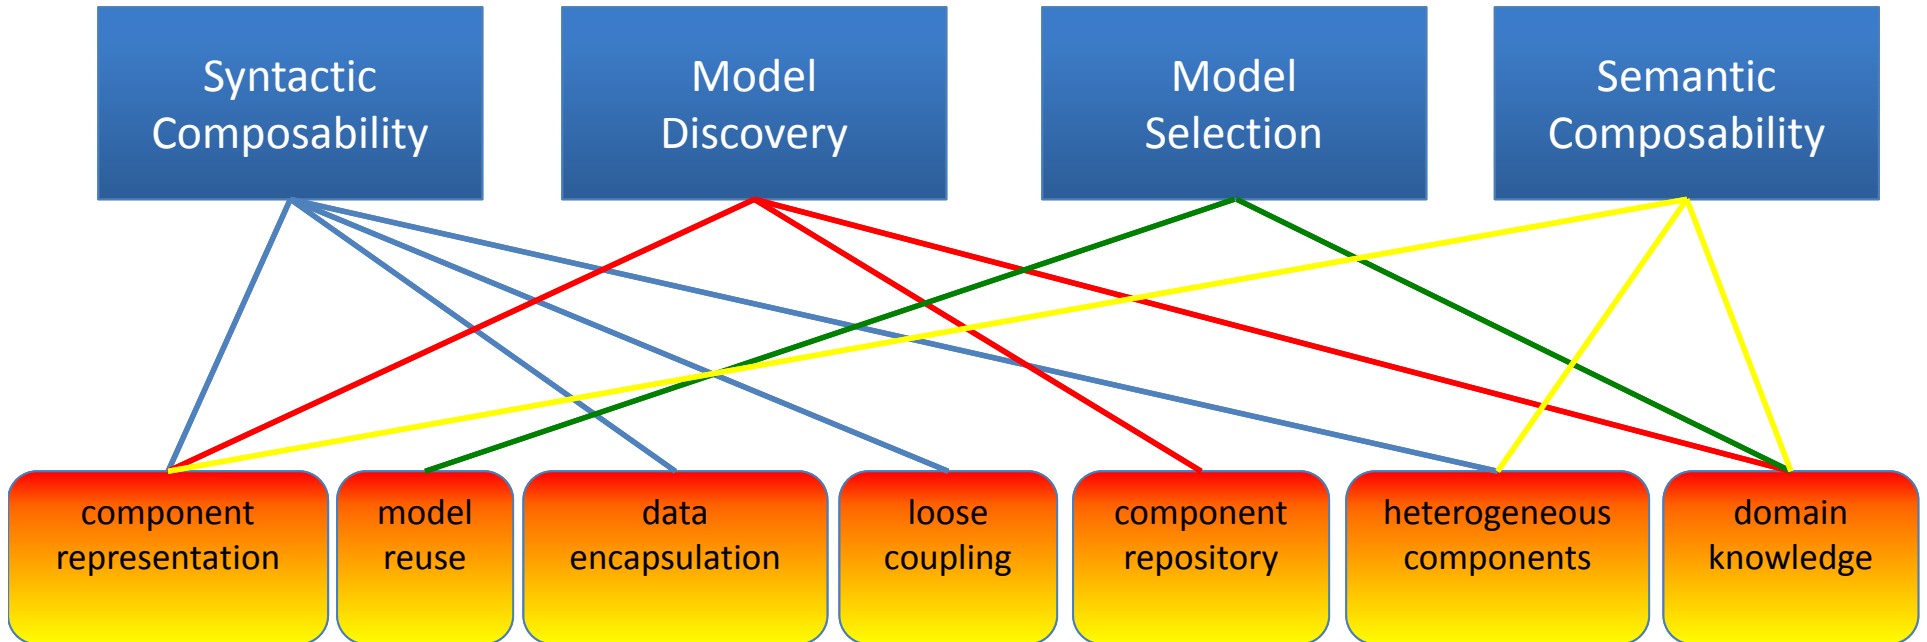 Syntactic
Composability
Model
Discovery
Model
Selection
Semantic
Composability
component
representation
model
reuse
data
encapsulation
loose
coupling
component
repository
heterogeneous
components
domain
knowledge